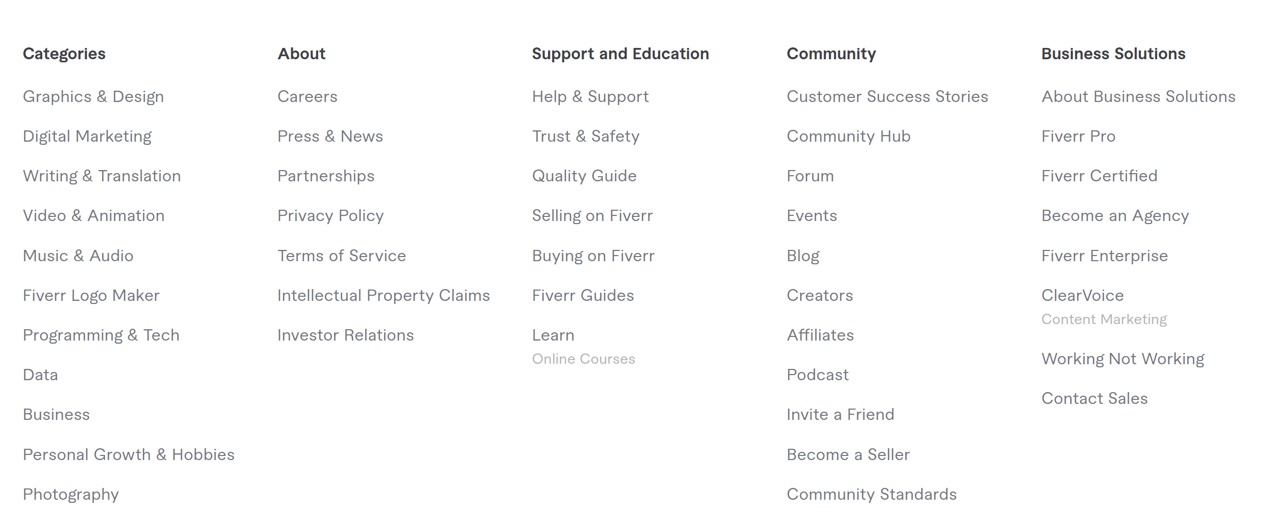 Categories
Graphics & Design
Digital Marketing
Writing & Translation
Video & Animation
Music & Audio
Fiverr Logo Maker
Programming & Tech
Data
Business
Personal Growth & Hobbies
Photography
About
Careers
Press & News
Partnerships
Privacy Policy
Terms of Service
Intellectual Property Claims
Investor Relations
Support and Education
Help & Support
Trust & Safety
Quality Guide
Selling on Fiverr
Buying on Fiverr
Fiverr Guides
Learn
Online Courses
Community
Customer Success Stories
Community Hub
Forum
Events
Blog
Creators
Affiliates
Podcast
Invite a Friend
Become a Seller
Community Standards
Business Solutions
About Business Solutions
Fiverr Pro
Fiverr Certified
Become an Agency
Fiverr Enterprise
ClearVoice
Content Marketing
Working Not Working
Contact Sales